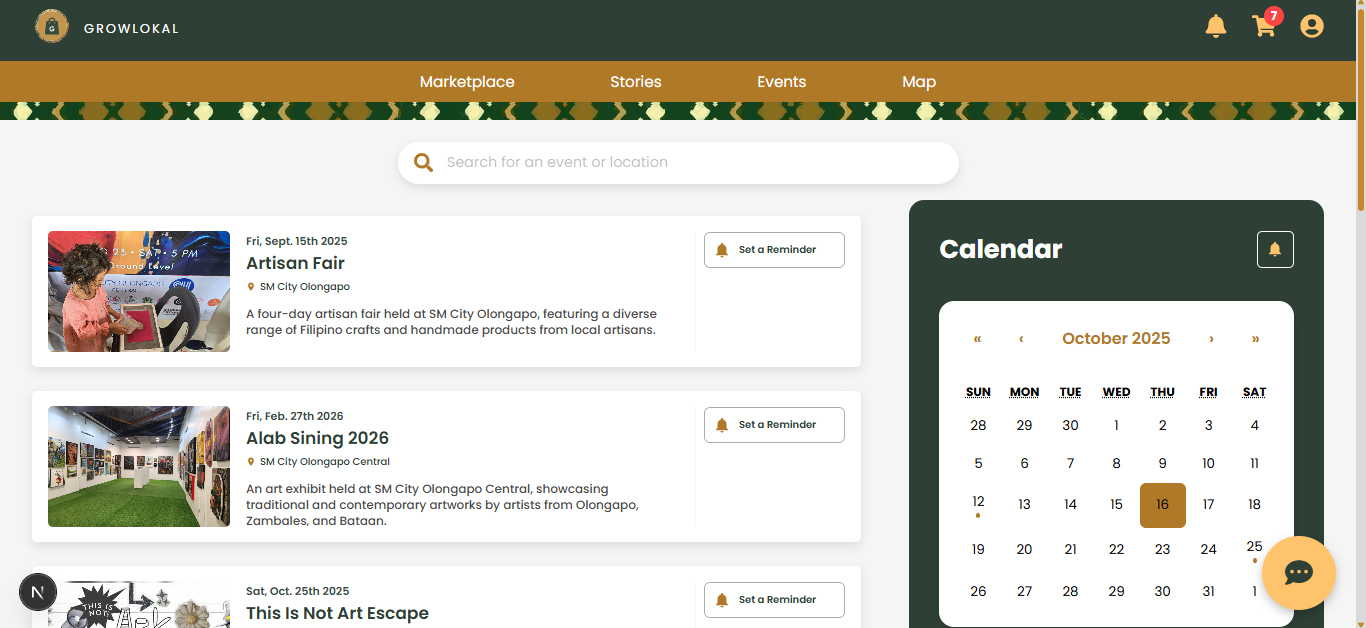 GROWLOKAL
7
Marketplace Stories Events Map
Search for an event or location
Fri, Sept. 15th 2025
Artisan Fair
SM City Olongapo
A four-day artisan fair held at SM City Olongapo, featuring a diverse
range of Filipino crafts and handmade products from local artisans.
Set a Reminder
Fri, Feb. 27th 2026
Alab Sining 2026
SM City Olongapo Central
An art exhibit held at SM City Olongapo Central, showcasing
traditional and contemporary artworks by artists from Olongapo,
Zambales, and Bataan.
Set a Reminder
THIS IS
NOT
Sat, Oct. 25th 2025
This Is Not Art Escape
Set a Reminder
N
Calendar
« ‹ October 2025 › »
SUN MON TUE WED THU FRI SAT
28 29 30 1 2 3 4
5 6 7 8 9 10 11
12 13 14 15 16 17 18
19 20 21 22 23 24 25
26 27 28 29 30 31 1